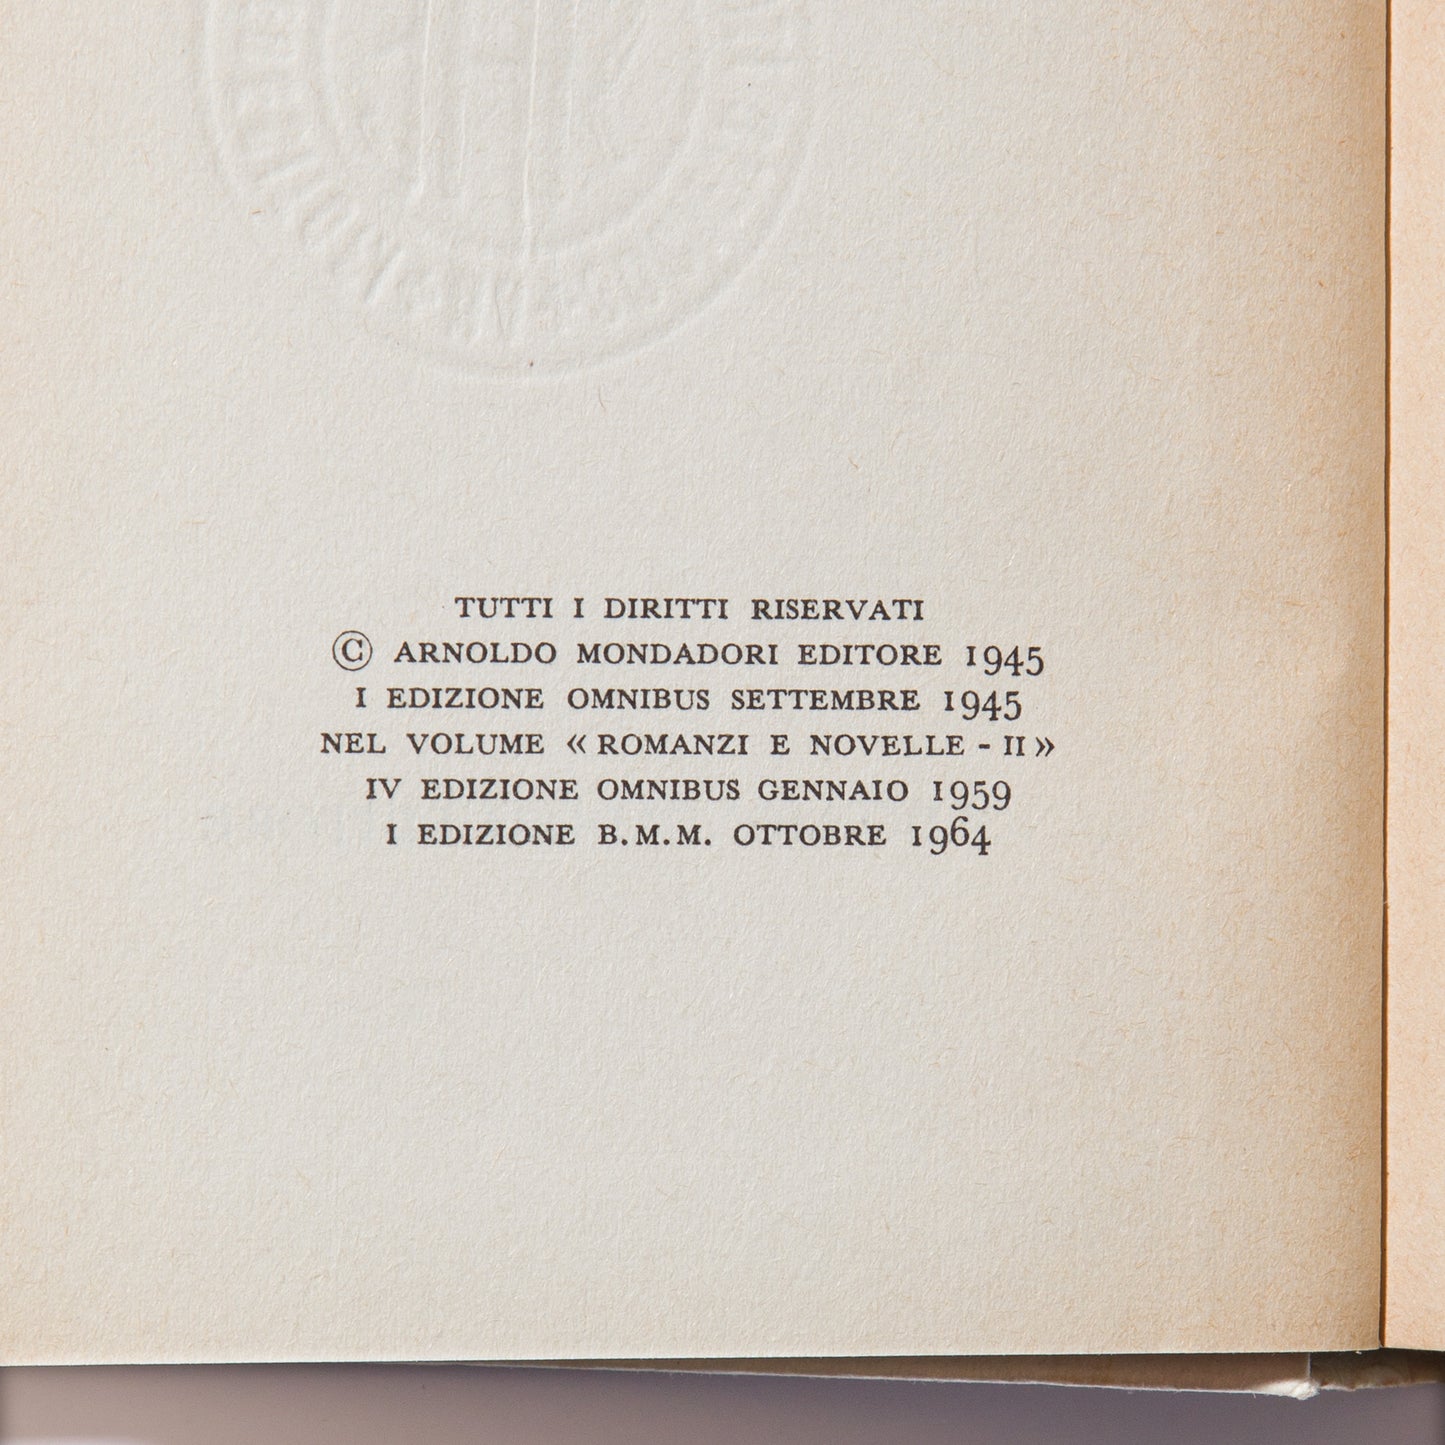 TUTTI I DIRITTI RISERVATI
© ARNOLDO MONDADORI EDITORE 1945
I EDIZIONE OMNIBUS SETTEMBRE 1945
NEL VOLUME « ROMANZI E NOVELLE - II »
IV EDIZIONE OMNIBUS GENNAIO 1959
I EDIZIONE B.M.M. OTTOBRE 1964